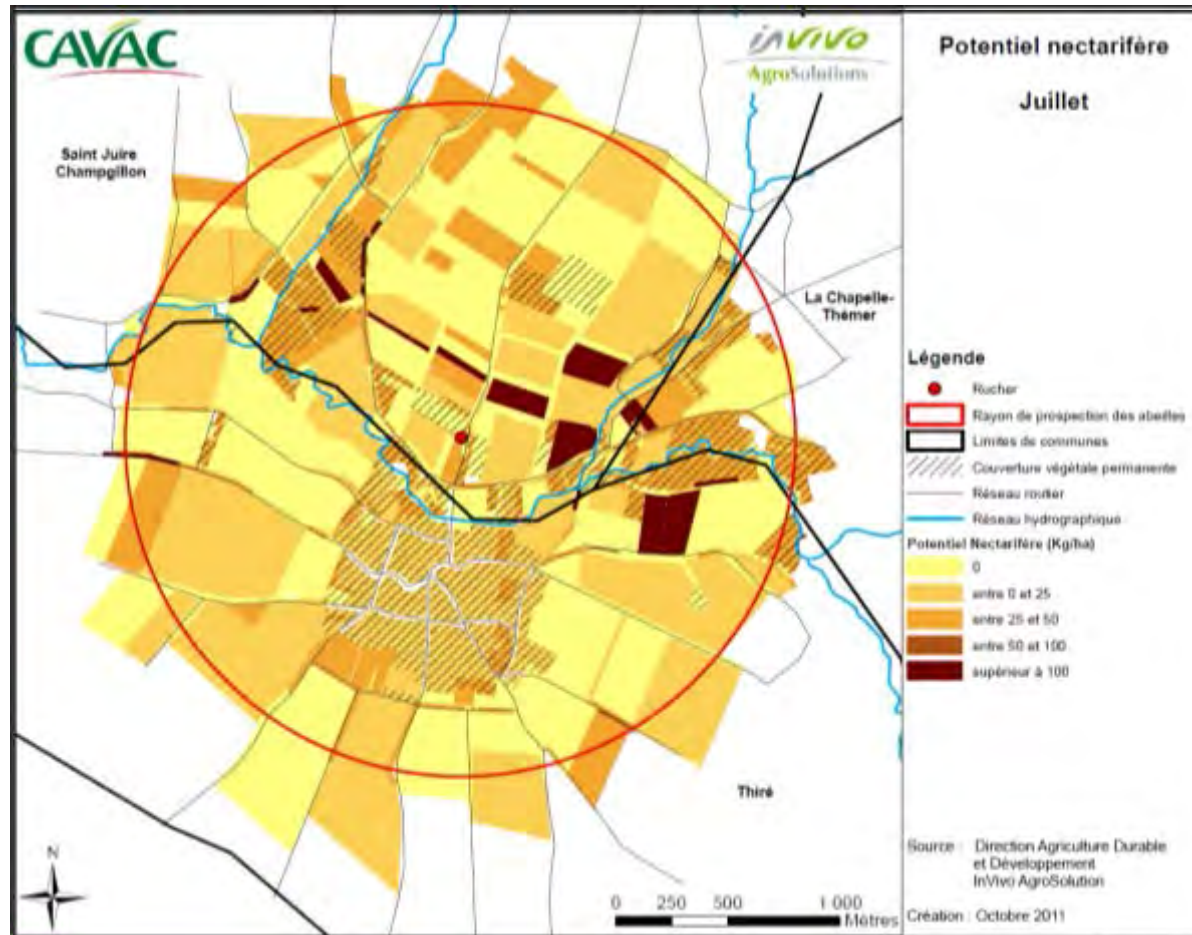 CAVAC
inVIVO
AgroSolutions
Potentiel nectarifère
Juillet
Saint Juire
Champgillon
La Chapelle-
Thémer
Thiré
N
0 250 500 1 000
Mètres
Légende
Rucher
Rayon de prospection des abeilles
Limites de communes
Couverture végétale permanente
Réseau routier
Réseau hydrographique
Potentiel Nectarifère (Kg/ha)
0
entre 0 et 25
entre 25 et 50
entre 50 et 100
supérieur à 100
Source : Direction Agriculture Durable
et Développement
InVivo AgroSolution
Création : Octobre 2011